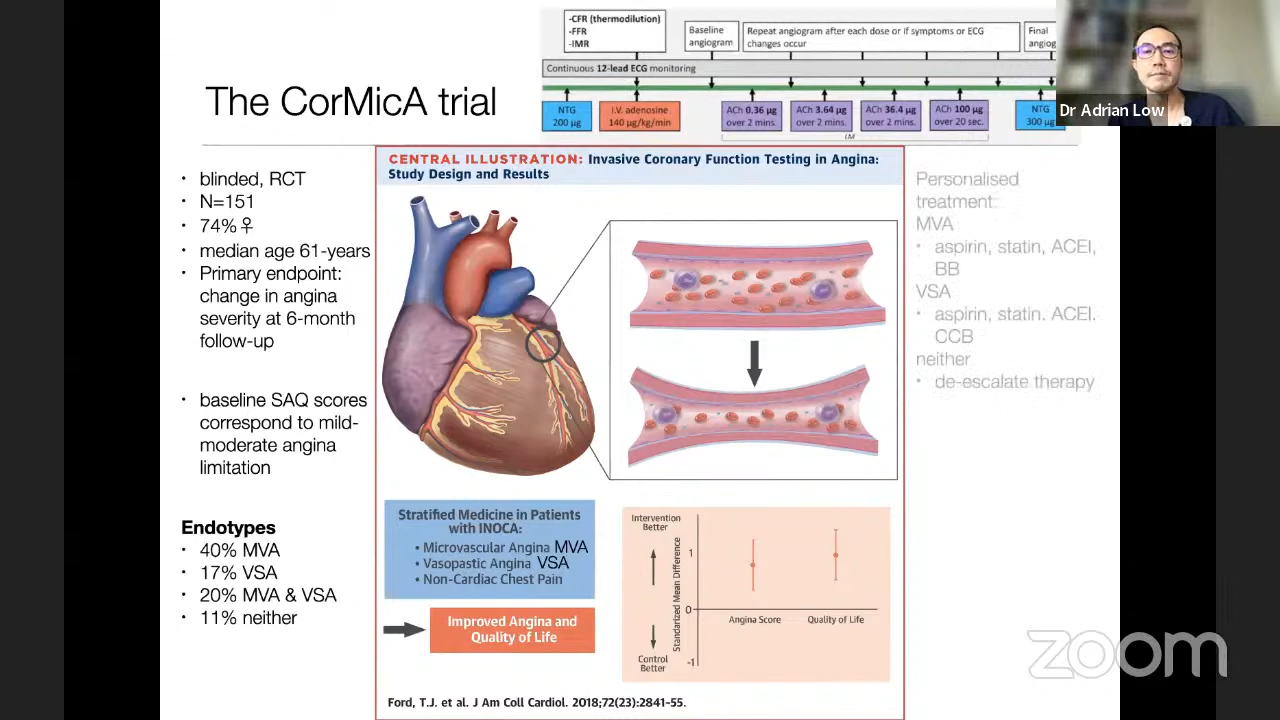 -CFR (thermodilution)
-FFR
-IMR
Baseline
angiogram
Repeat angiogram after each dose or if symptoms or ECG
changes occur
Final
angiog
Continuous 12-lead ECG monitoring
NTG
200 µg
I.V. adenosine
140 µg/kg/min
ACh 0.36 µg
over 2 mins.
ACh 3.64 µg
over 2 mins.
ACh 36.4 µg
over 2 mins.
ACh 100 µg
over 20 sec.
NTG
300 µg
Dr Adrian Low
The CorMicA trial
• blinded, RCT
• N=151
• 74% ♀
• median age 61-years
• Primary endpoint:
change in angina
severity at 6-month
follow-up
• baseline SAQ scores
correspond to mild-
moderate angina
limitation
Endotypes
• 40% MVA
• 17% VSA
• 20% MVA & VSA
• 11% neither
CENTRAL ILLUSTRATION: Invasive Coronary Function Testing in Angina:
Study Design and Results
Stratified Medicine in Patients
with INOCA:
• Microvascular Angina MVA
• Vasopastic Angina VSA
• Non-Cardiac Chest Pain
Improved Angina and
Quality of Life
Intervention
Better
Standarized Mean Difference
1
0
-1
Angina Score
Quality of Life
Control
Better
Ford, T.J. et al. J Am Coll Cardiol. 2018;72(23):2841-55.
Personalised
treatment:
MVA
• aspirin, statin, ACEI,
BB
VSA
• aspirin, statin. ACEI.
CCB
neither
• de-escalate therapy
zoom